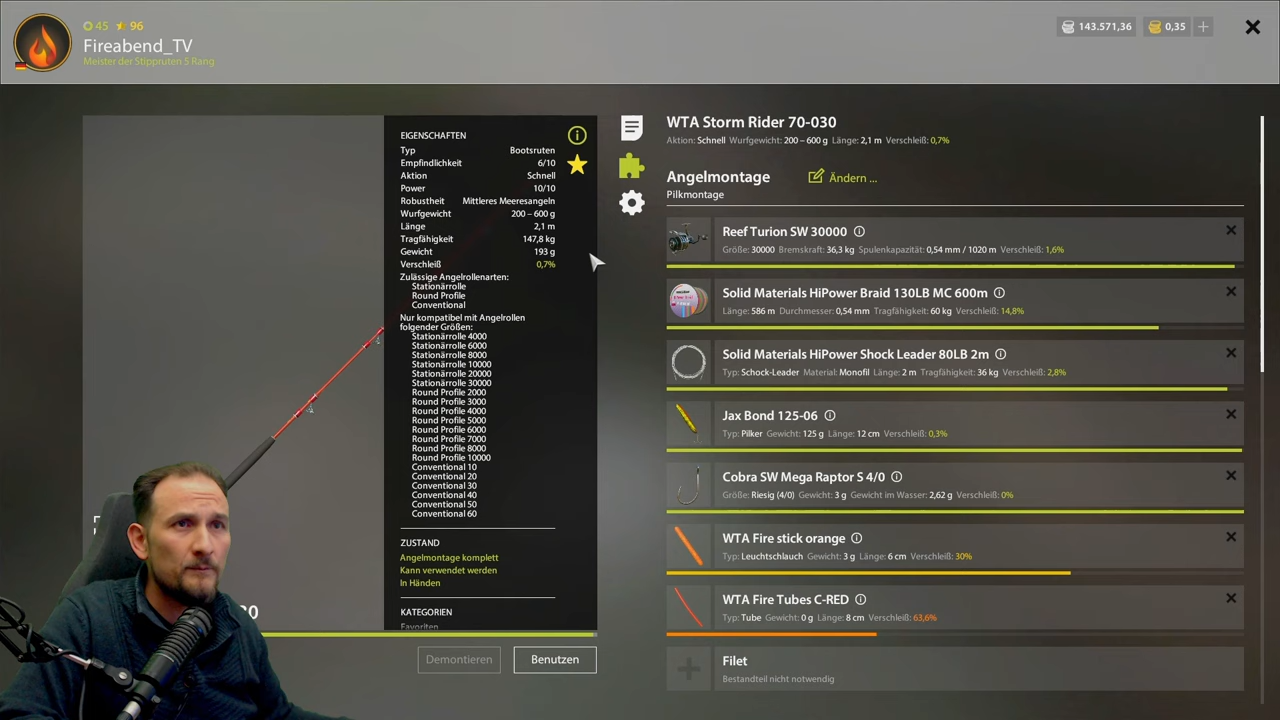 45 96
Fireabend_TV
Meister der Stippruten 5 Rang
143.571,36
0,35
EIGENSCHAFTEN
Typ Bootsruten
Empfindlichkeit 6/10
Aktion Schnell
Power 10/10
Robustheit Mittleres Meeresangeln
Wurfgewicht 200 – 600 g
Länge 2,1 m
Tragfähigkeit 147,8 kg
Gewicht 193 g
Verschleiß 0,7%
Zulässige Angelrollenarten:
Stationärrolle
Round Profile
Conventional
Nur kompatibel mit Angelrollen
folgender Größen:
Stationärrolle 4000
Stationärrolle 6000
Stationärrolle 8000
Stationärrolle 10000
Stationärrolle 20000
Stationärrolle 30000
Round Profile 2000
Round Profile 3000
Round Profile 4000
Round Profile 5000
Round Profile 6000
Round Profile 7000
Round Profile 8000
Round Profile 10000
Conventional 10
Conventional 20
Conventional 30
Conventional 40
Conventional 50
Conventional 60
ZUSTAND
Angelmontage komplett
Kann verwendet werden
In Händen
KATEGORIEN
Favoriten
30
Demontieren
Benutzen
WTA Storm Rider 70-030
Aktion: Schnell Wurfgewicht: 200 – 600 g Länge: 2,1 m Verschleiß: 0,7%
Angelmontage
Ändern ...
Pilkmontage
Reef Turion SW 30000
Größe: 30000 Bremskraft: 36,3 kg Spulenkapazität: 0,54 mm / 1020 m Verschleiß: 1,6%
Solid Materials HiPower Braid 130LB MC 600m
Länge: 586 m Durchmesser: 0,54 mm Tragfähigkeit: 60 kg Verschleiß: 14,8%
Solid Materials HiPower Shock Leader 80LB 2m
Typ: Schock-Leader Material: Monofil Länge: 2 m Tragfähigkeit: 36 kg Verschleiß: 2,8%
Jax Bond 125-06
Typ: Pilker Gewicht: 125 g Länge: 12 cm Verschleiß: 0,3%
Cobra SW Mega Raptor S 4/0
Größe: Riesig (4/0) Gewicht: 3 g Gewicht im Wasser: 2,62 g Verschleiß: 0%
WTA Fire stick orange
Typ: Leuchtschlauch Gewicht: 3 g Länge: 6 cm Verschleiß: 30%
WTA Fire Tubes C-RED
Typ: Tube Gewicht: 0 g Länge: 8 cm Verschleiß: 63,6%
Filet
Bestandteil nicht notwendig